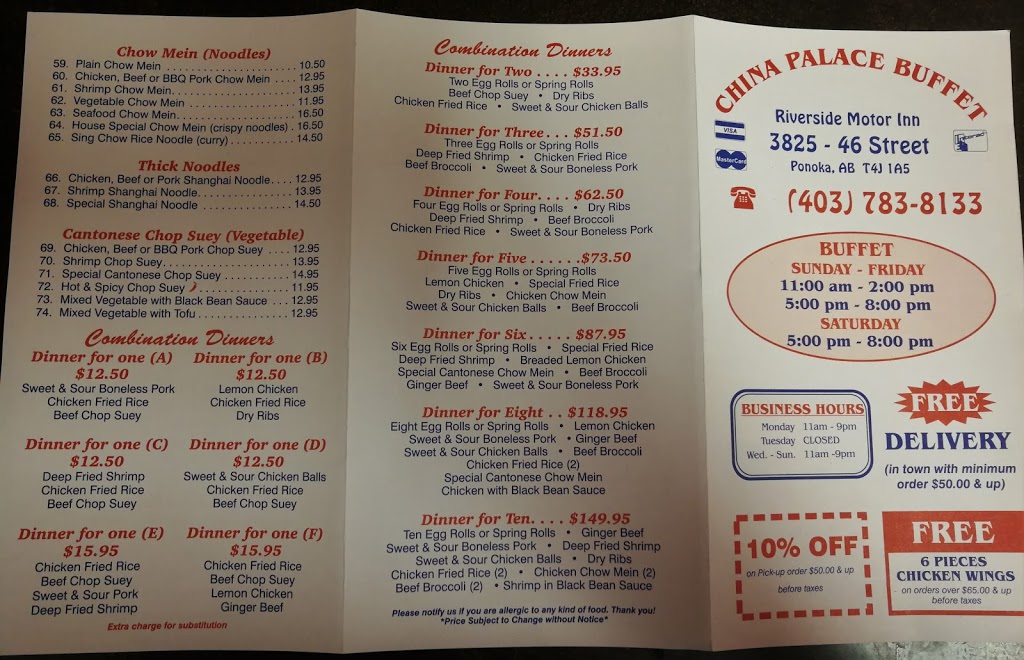 Chow Mein (Noodles)
59. Plain Chow Mein . . . . . . . . . . . . . . . . . . . . . . 10.50
60. Chicken, Beef or BBQ Pork Chow Mein . . . . 12.95
61. Shrimp Chow Mein. . . . . . . . . . . . . . . . . . . . . 13.95
62. Vegetable Chow Mein . . . . . . . . . . . . . . . . . . 11.95
63. Seafood Chow Mein. . . . . . . . . . . . . . . . . . . . 16.50
64. House Special Chow Mein (crispy noodles) . 16.50
65. Sing Chow Rice Noodle (curry) . . . . . . . . . . . 14.50
Thick Noodles
66. Chicken, Beef or Pork Shanghai Noodle. . . . 12.95
67. Shrimp Shanghai Noodle. . . . . . . . . . . . . . . . 13.95
68. Special Shanghai Noodle . . . . . . . . . . . . . . . 14.50
Cantonese Chop Suey (Vegetable)
69. Chicken, Beef or BBQ Pork Chop Suey . . . . 12.95
70. Shrimp Chop Suey. . . . . . . . . . . . . . . . . . . . . 13.95
71. Special Cantonese Chop Suey . . . . . . . . . . . 14.95
72. Hot & Spicy Chop Suey . . . . . . . . . . . . . . . . 11.95
73. Mixed Vegetable with Black Bean Sauce . . . 12.95
74. Mixed Vegetable with Tofu . . . . . . . . . . . . . . 12.95
Combination Dinners
Dinner for one (A)
$12.50
Sweet & Sour Boneless Pork
Chicken Fried Rice
Beef Chop Suey
Dinner for one (B)
$12.50
Lemon Chicken
Chicken Fried Rice
Dry Ribs
Dinner for one (C)
$12.50
Deep Fried Shrimp
Chicken Fried Rice
Beef Chop Suey
Dinner for one (D)
$12.50
Sweet & Sour Chicken Balls
Chicken Fried Rice
Beef Chop Suey
Dinner for one (E)
$15.95
Chicken Fried Rice
Beef Chop Suey
Sweet & Sour Pork
Deep Fried Shrimp
Dinner for one (F)
$15.95
Chicken Fried Rice
Beef Chop Suey
Lemon Chicken
Ginger Beef
Extra charge for substitution
Combination Dinners
Dinner for Two . . . . $33.95
Two Egg Rolls or Spring Rolls
Beef Chop Suey • Dry Ribs
Chicken Fried Rice • Sweet & Sour Chicken Balls
Dinner for Three. . . $51.50
Three Egg Rolls or Spring Rolls
Deep Fried Shrimp • Chicken Fried Rice
Beef Broccoli • Sweet & Sour Boneless Pork
Dinner for Four. . . . $62.50
Four Egg Rolls or Spring Rolls • Dry Ribs
Deep Fried Shrimp • Beef Broccoli
Chicken Fried Rice • Sweet & Sour Boneless Pork
Dinner for Five . . . . . .$73.50
Five Egg Rolls or Spring Rolls
Lemon Chicken • Special Fried Rice
Dry Ribs • Chicken Chow Mein
Sweet & Sour Chicken Balls • Beef Broccoli
Dinner for Six. . . . . $87.95
Six Egg Rolls or Spring Rolls • Special Fried Rice
Deep Fried Shrimp • Breaded Lemon Chicken
Special Cantonese Chow Mein • Beef Broccoli
Ginger Beef • Sweet & Sour Boneless Pork
Dinner for Eight . . $118.95
Eight Egg Rolls or Spring Rolls • Lemon Chicken
Sweet & Sour Boneless Pork • Ginger Beef
Sweet & Sour Chicken Balls • Beef Broccoli
Chicken Fried Rice (2)
Special Cantonese Chow Mein
Chicken with Black Bean Sauce
Dinner for Ten. . . . $149.95
Ten Egg Rolls or Spring Rolls • Ginger Beef
Sweet & Sour Boneless Pork • Deep Fried Shrimp
Sweet & Sour Chicken Balls • Dry Ribs
Chicken Fried Rice (2) • Chicken Chow Mein (2)
Beef Broccoli (2) • Shrimp in Black Bean Sauce
Please notify us if you are allergic to any kind of food. Thank you!
*Price Subject to Change without Notice*
CHINA PALACE BUFFET
Riverside Motor Inn
VISA
3825 - 46 Street
Interac
MasterCard
Ponoka, AB T4J 1A5
(403) 783-8133
BUFFET
SUNDAY - FRIDAY
11:00 am - 2:00 pm
5:00 pm - 8:00 pm
SATURDAY
5:00 pm - 8:00 pm
BUSINESS HOURS
Monday 11am - 9pm
Tuesday CLOSED
Wed. - Sun. 11am -9pm
FREE
DELIVERY
(in town with minimum
order $50.00 & up)
10% OFF
on Pick-up order $50.00 & up
before taxes
FREE
6 PIECES
CHICKEN WINGS
on orders over $65.00 & up
before taxes